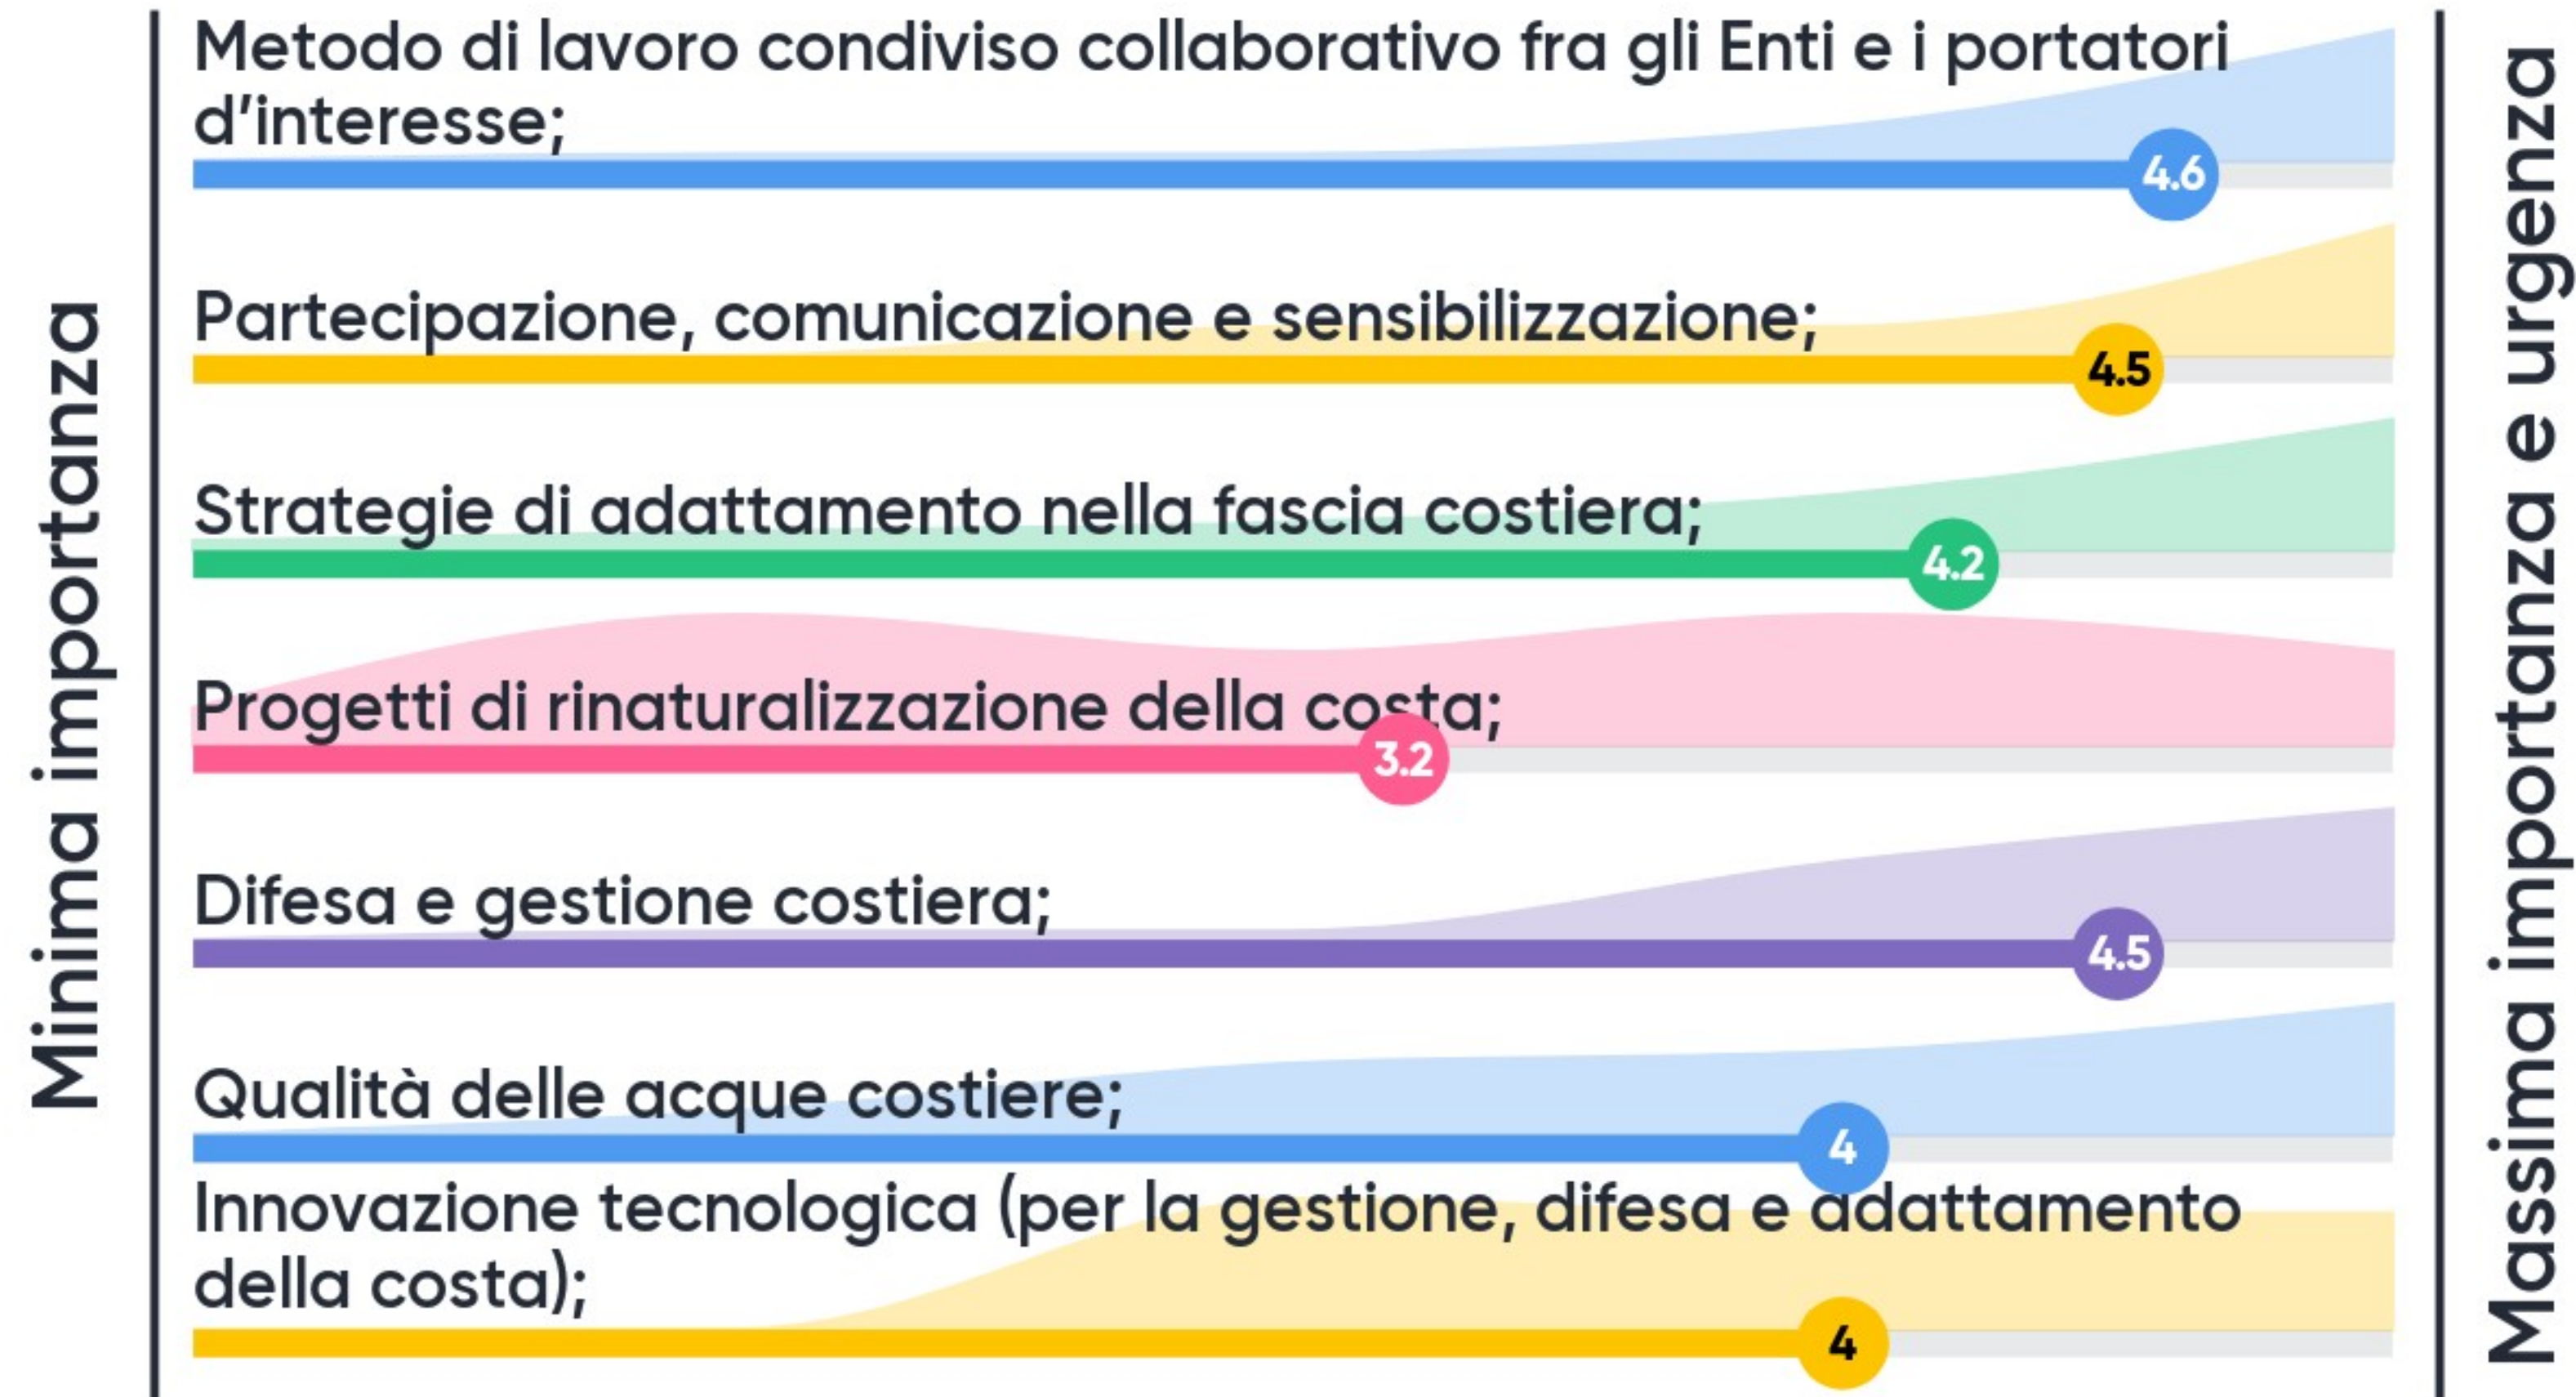 Minima importanza
Metodo di lavoro condiviso collaborativo fra gli Enti e i portatori
d’interesse;
4.6
Partecipazione, comunicazione e sensibilizzazione;
4.5
Strategie di adattamento nella fascia costiera;
4.2
Progetti di rinaturalizzazione della costa;
3.2
Difesa e gestione costiera;
4.5
Qualità delle acque costiere;
4
Innovazione tecnologica (per la gestione, difesa e adattamento
della costa);
4
Massima importanza e urgenza